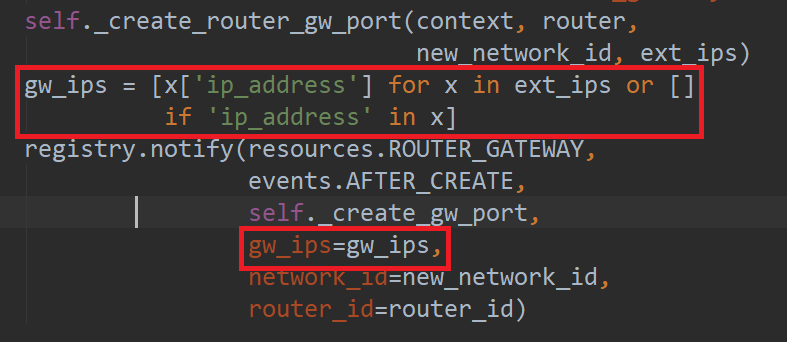 self._create_router_gw_port(context, router,
new_network_id, ext_ips)
gw_ips = [x['ip_address'] for x in ext_ips or []
if 'ip_address' in x]
registry.notify(resources.ROUTER_GATEWAY,
events.AFTER_CREATE,
self._create_gw_port,
gw_ips=gw_ips,
network_id=new_network_id,
router_id=router_id)